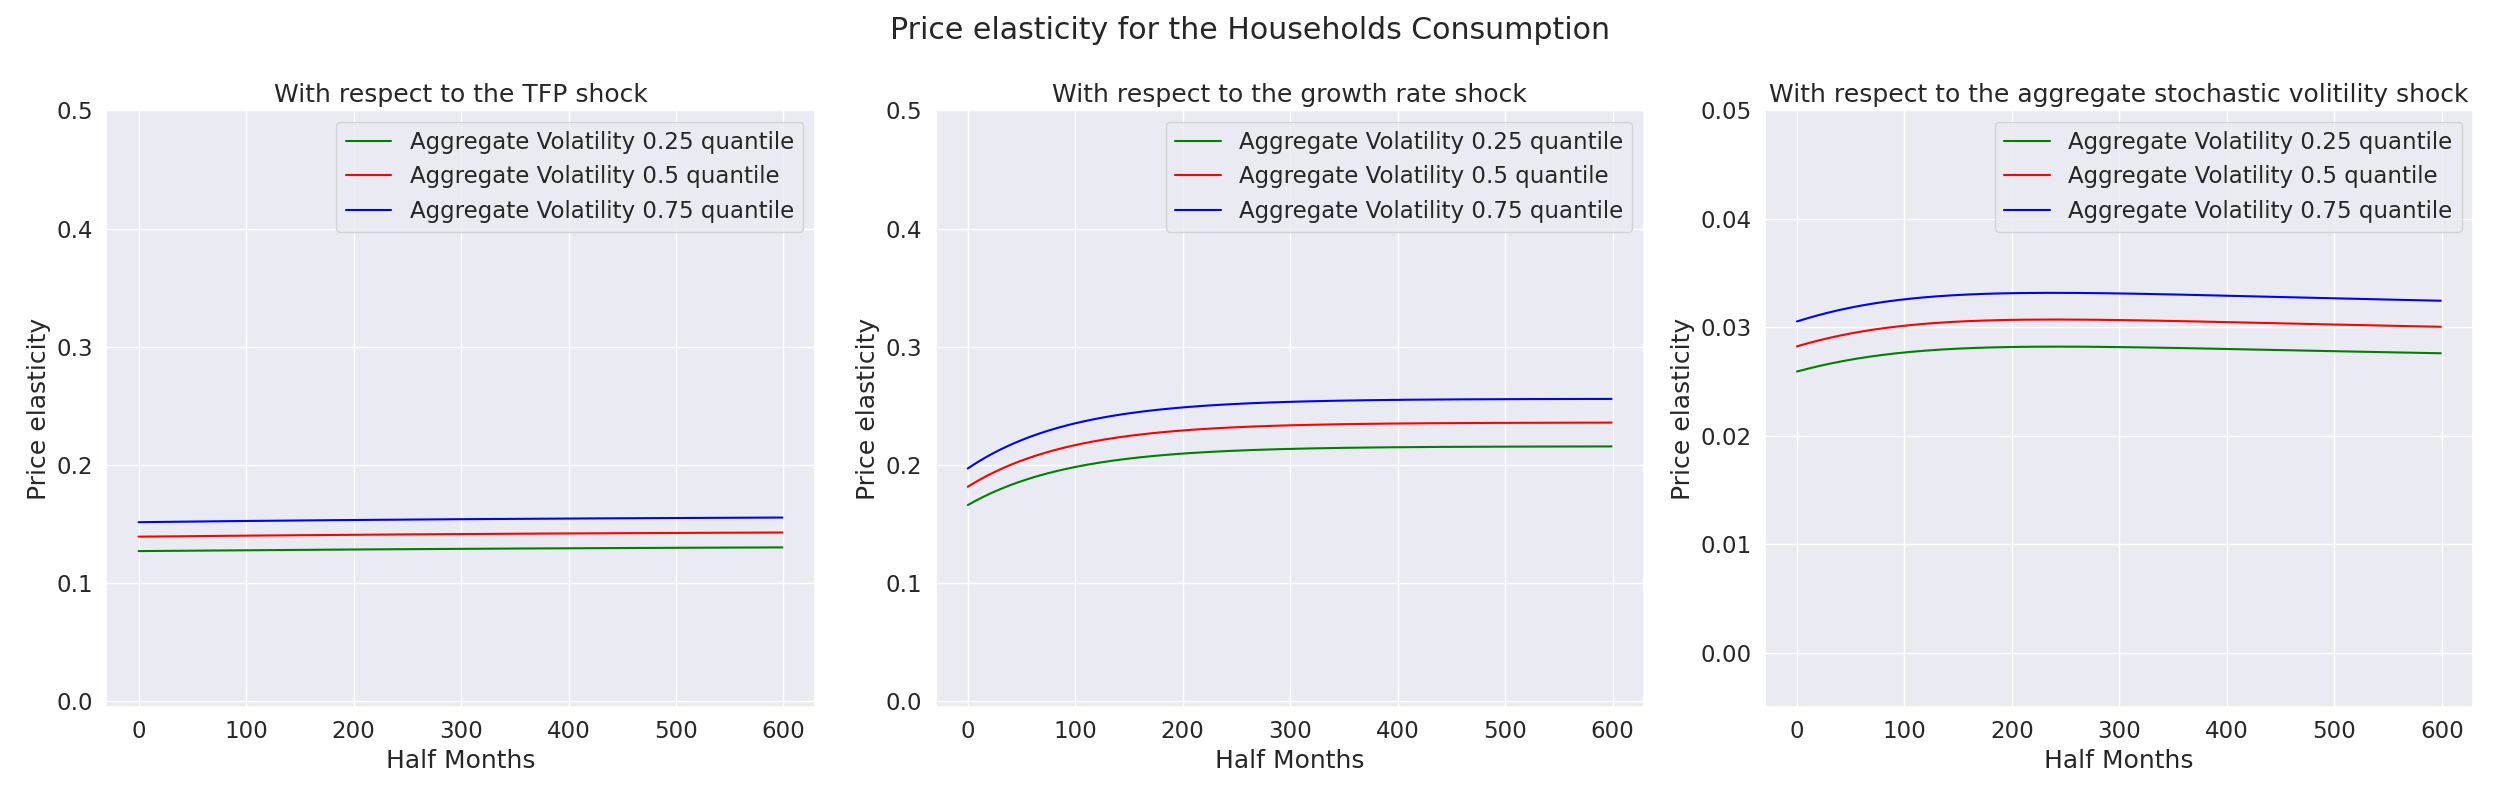 Price elasticity for the Households Consumption
With respect to the TFP shock
0.5
0.4
0.3
0.2
0.1
0.0
Price elasticity
Aggregate Volatility 0.25 quantile
Aggregate Volatility 0.5 quantile
Aggregate Volatility 0.75 quantile
0 100 200 300 400 500 600
Half Months
With respect to the growth rate shock
0.5
0.4
0.3
0.2
0.1
0.0
Price elasticity
Aggregate Volatility 0.25 quantile
Aggregate Volatility 0.5 quantile
Aggregate Volatility 0.75 quantile
0 100 200 300 400 500 600
Half Months
With respect to the aggregate stochastic volitility shock
0.05
0.04
0.03
0.02
0.01
0.00
Price elasticity
Aggregate Volatility 0.25 quantile
Aggregate Volatility 0.5 quantile
Aggregate Volatility 0.75 quantile
0 100 200 300 400 500 600
Half Months